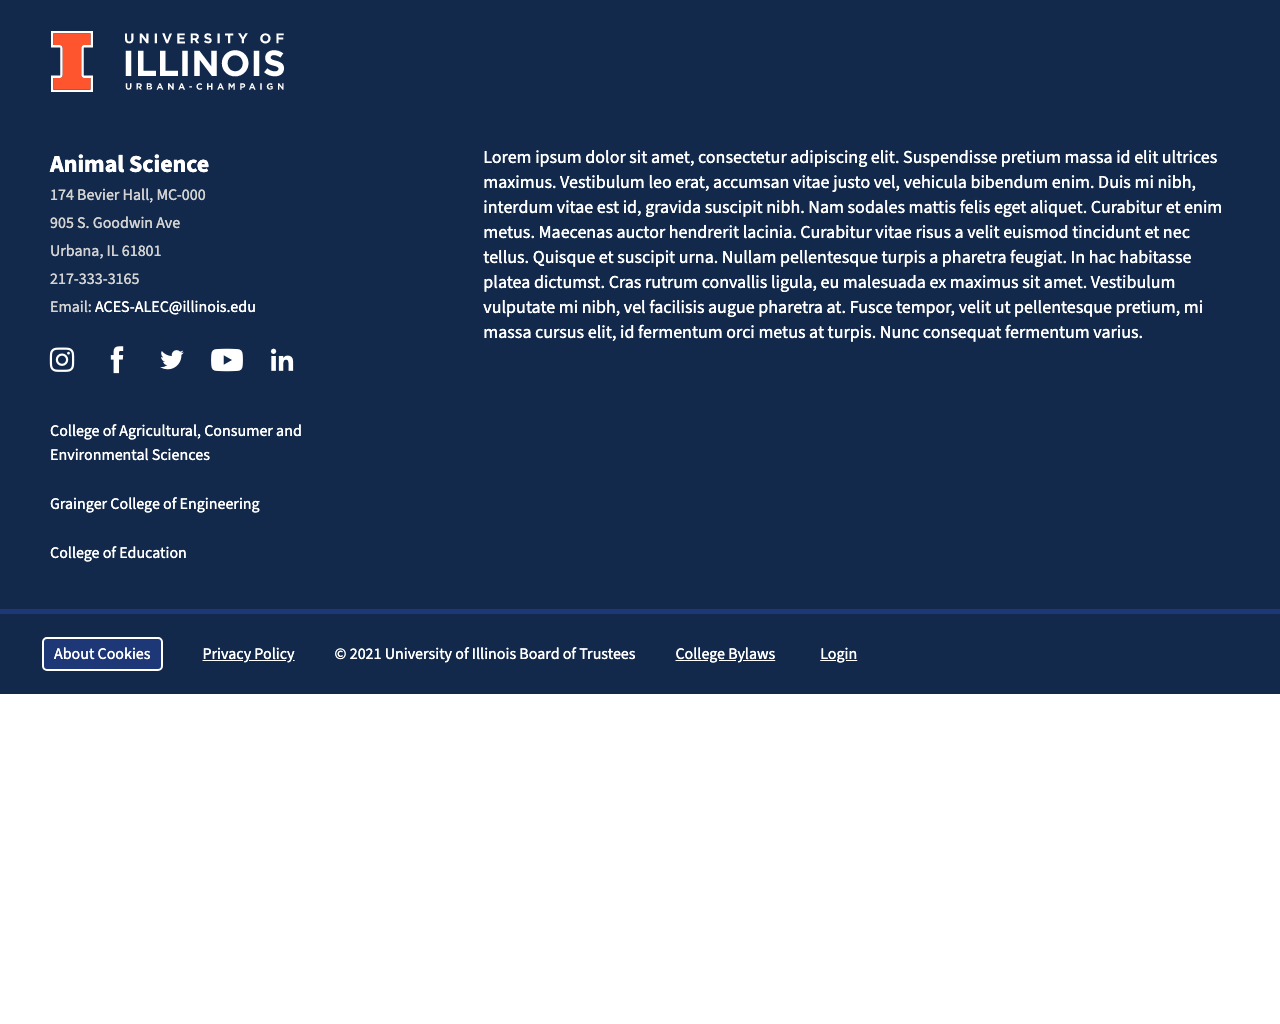 UNIVERSITY OF
ILLINOIS
URBANA-CHAMPAIGN
Animal Science
174 Bevier Hall, MC-000
905 S. Goodwin Ave
Urbana, IL 61801
217-333-3165
Email: ACES-ALEC@illinois.edu
College of Agricultural, Consumer and
Environmental Sciences
Grainger College of Engineering
College of Education
Lorem ipsum dolor sit amet, consectetur adipiscing elit. Suspendisse pretium massa id elit ultrices
maximus. Vestibulum leo erat, accumsan vitae justo vel, vehicula bibendum enim. Duis mi nibh,
interdum vitae est id, gravida suscipit nibh. Nam sodales mattis felis eget aliquet. Curabitur et enim
metus. Maecenas auctor hendrerit lacinia. Curabitur vitae risus a velit euismod tincidunt et nec
tellus. Quisque et suscipit urna. Nullam pellentesque turpis a pharetra feugiat. In hac habitasse
platea dictumst. Cras rutrum convallis ligula, eu malesuada ex maximus sit amet. Vestibulum
vulputate mi nibh, vel facilisis augue pharetra at. Fusce tempor, velit ut pellentesque pretium, mi
massa cursus elit, id fermentum orci metus at turpis. Nunc consequat fermentum varius.
About Cookies Privacy Policy © 2021 University of Illinois Board of Trustees College Bylaws Login